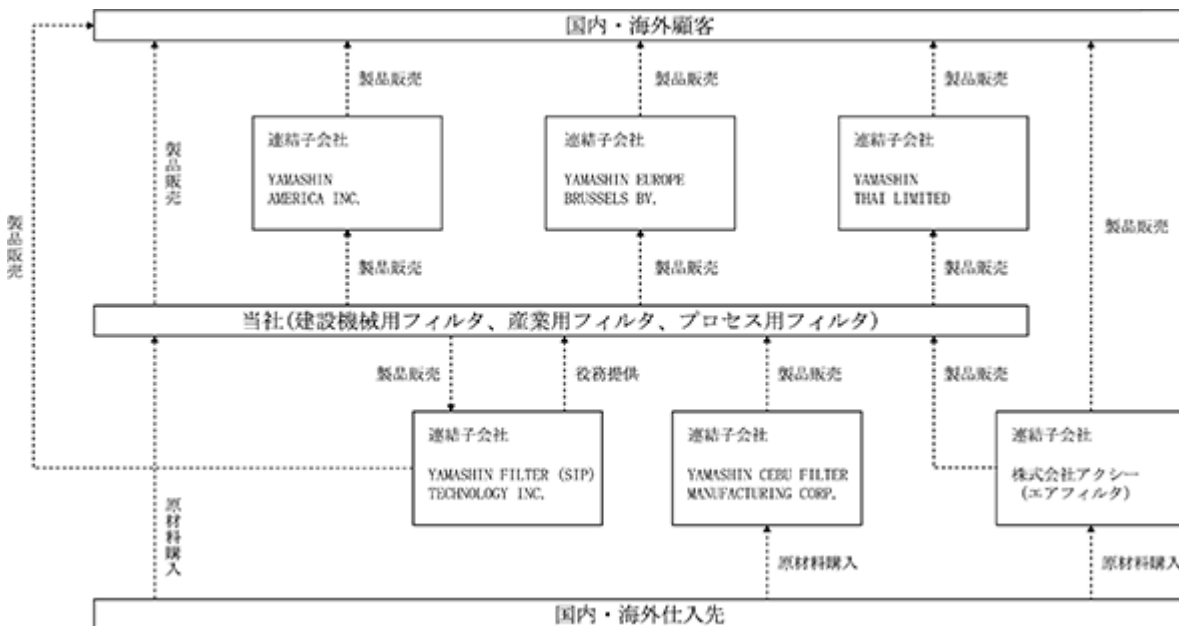 国内・海外顧客
製品販売
製品販売
製品販売
連結子会社
YAMASHIN
AMERICA INC.
連結子会社
YAMASHIN EUROPE
BRUSSELS BV.
連結子会社
YAMASHIN
THAI LIMITED
製品販売
製品販売
製品販売
製品販売
製品販売
製品販売
当社(建設機械用フィルタ、産業用フィルタ、プロセス用フィルタ)
製品販売
役務提供
製品販売
製品販売
連結子会社
YAMASHIN FILTER (SIP)
TECHNOLOGY INC.
連結子会社
YAMASHIN CEBU FILTER
MANUFACTURING CORP.
連結子会社
株式会社アクシー
(エアフィルタ)
原材料購入
原材料購入
原材料購入
国内・海外仕入先